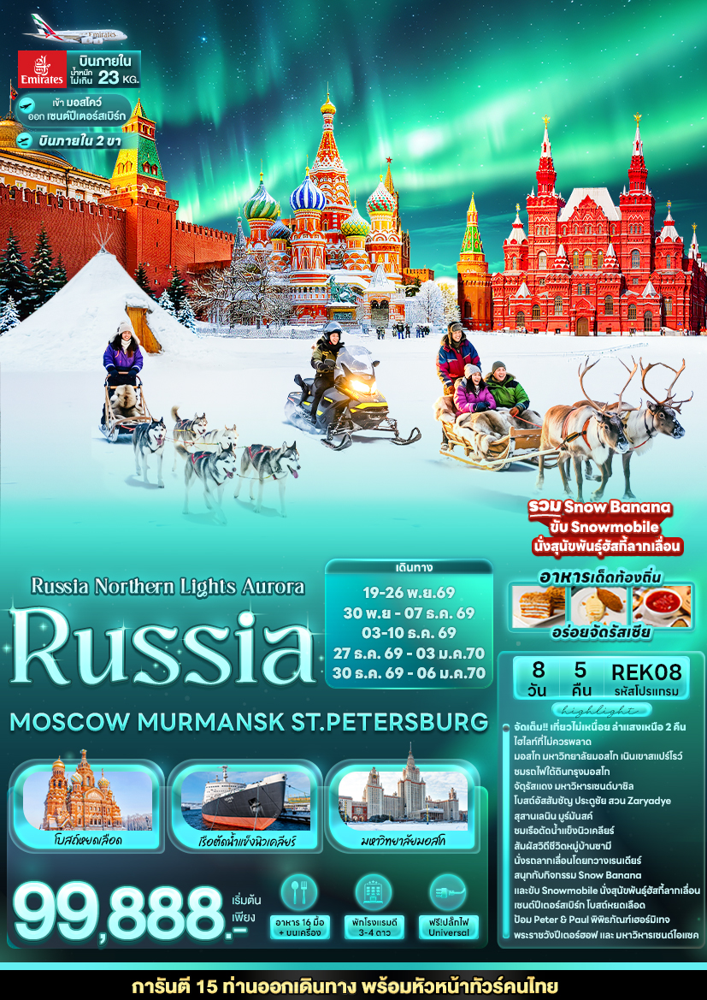 Emirates
Emirates
บินภายใน
น้ำหนัก
ไม่เกิน 23 KG.
เข้า มอสโคว์
ออก เซนต์ปีเตอร์สเบิร์ก
บินภายใน 2 ขา
รวม Snow Banana
ขับ Snowmobile
นั่งสุนัขพันธุ์ฮัสกี้ลากเลื่อน
อาหารเด็ดท้องถิ่น
อร่อยจัดรัสเซีย
Russia Northern Lights Aurora
Russia
MOSCOW MURMANSK ST.PETERSBURG
เดินทาง
19-26 พ.ย.69
30 พ.ย - 07 ธ.ค. 69
03-10 ธ.ค. 69
27 ธ.ค. 69 - 03 ม.ค.70
30 ธ.ค. 69 - 06 ม.ค.70
8 วัน
5 คืน
REK08
รหัสโปรแกรม
highlight
จัดเต็ม!! เที่ยวไม่เหนื่อย ล่าแสงเหนือ 2 คืน
ไฮไลท์ที่ไม่ควรพลาด
มอสโก มหาวิทยาลัยมอสโก เนินเขาสแปร์โรว์
ชมรถไฟใต้ดินกรุงมอสโก
จัตุรัสแดง มหาวิหารเซนต์บาซิล
โบสถ์อัสสัมชัญ ประตูชัย สวน Zaryadye
สุสานเลนิน มูร์มันสค์
ชมเรือตัดน้ำแข็งนิวเคลียร์
สัมผัสวิถีชีวิตหมู่บ้านซามี
นั่งรถลากเลื่อนโดยกวางเรนเดียร์
สนุกกับกิจกรรม Snow Banana
และขับ Snowmobile นั่งสุนัขพันธุ์ฮัสกี้ลากเลื่อน
เซนต์ปีเตอร์สเบิร์ก โบสถ์หยดเลือด
ป้อม Peter & Paul พิพิธภัณฑ์เฮอร์มิเทจ
พระราชวังปีเตอร์ฮอฟ และ มหาวิหารเซนต์ไอแซค
โบสถ์หยดเลือด
เรือตัดน้ำแข็งนิวเคลียร์
มหาวิทยาลัยมอสโก
99,888.-
เริ่มต้น
เพียง
อาหาร 16 มื้อ
+ บนเครื่อง
พักโรงแรมดี
3-4 ดาว
ฟรี!ปลั๊กไฟ
Universal
การันตี 15 ท่านออกเดินทาง พร้อมหัวหน้าทัวร์คนไทย